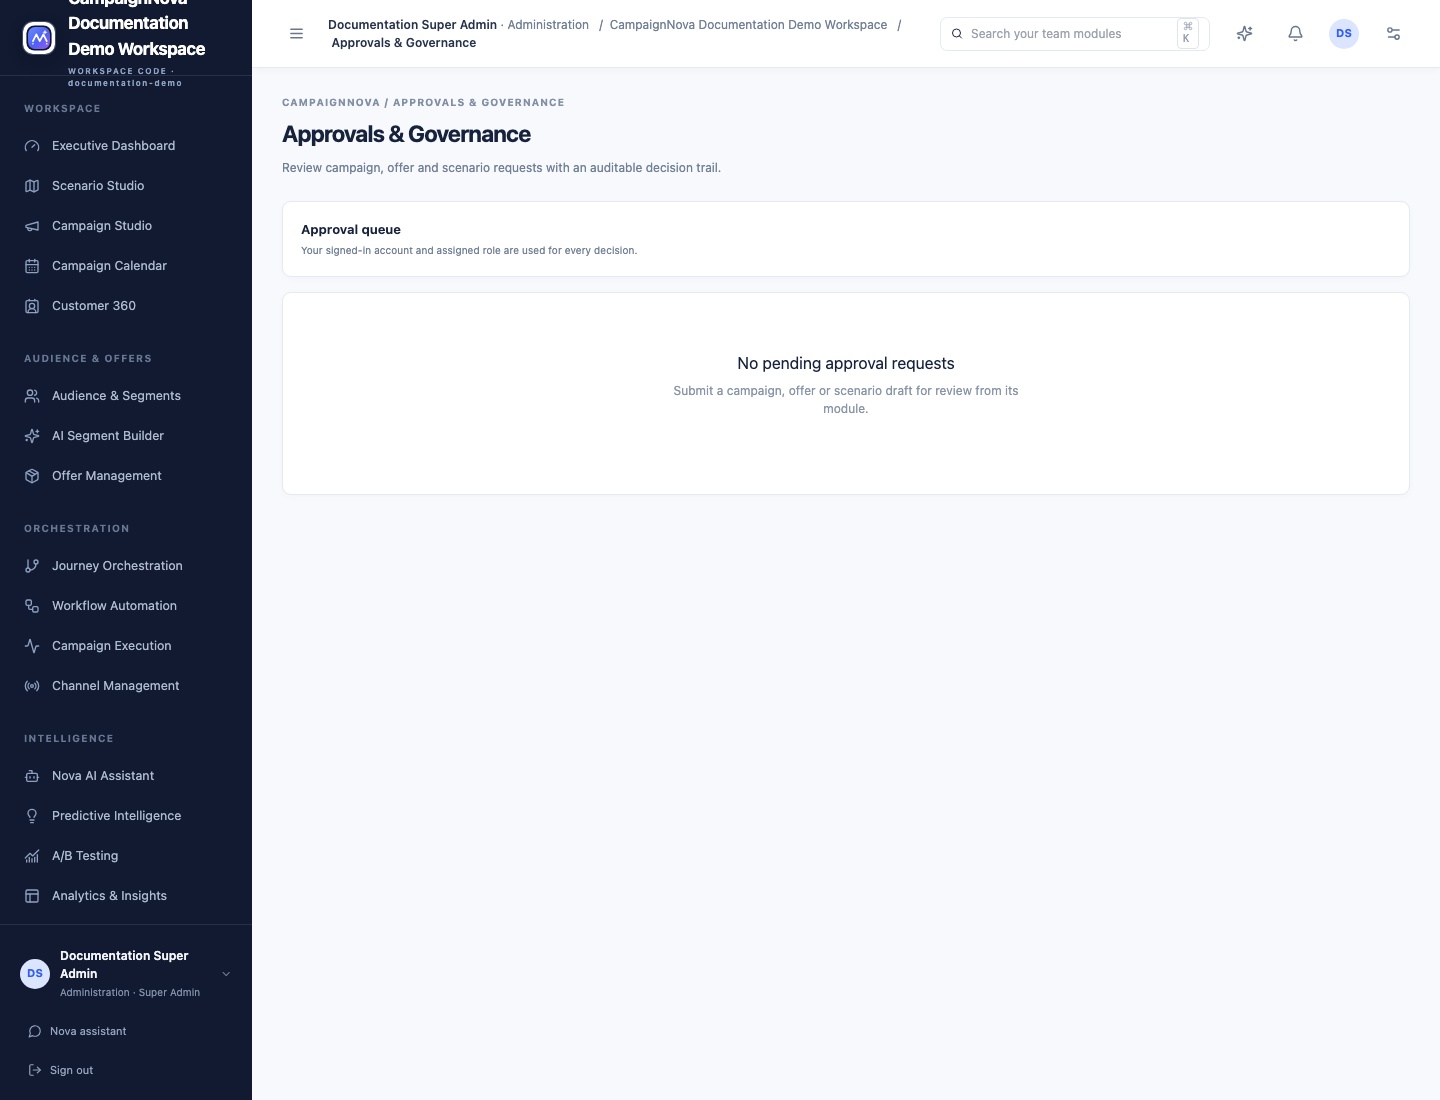 CampaignNova
Documentation
Demo Workspace
WORKSPACE CODE ·
documentation-demo
WORKSPACE
Executive Dashboard
Scenario Studio
Campaign Studio
Campaign Calendar
Customer 360
AUDIENCE & OFFERS
Audience & Segments
AI Segment Builder
Offer Management
ORCHESTRATION
Journey Orchestration
Workflow Automation
Campaign Execution
Channel Management
INTELLIGENCE
Nova AI Assistant
Predictive Intelligence
A/B Testing
Analytics & Insights
DS
Documentation Super
Admin
Administration · Super Admin
Nova assistant
Sign out
Documentation Super Admin · Administration / CampaignNova Documentation Demo Workspace /
Approvals & Governance
Search your team modules
⌘
K
DS
CAMPAIGNNOVA / APPROVALS & GOVERNANCE
Approvals & Governance
Review campaign, offer and scenario requests with an auditable decision trail.
Approval queue
Your signed-in account and assigned role are used for every decision.
No pending approval requests
Submit a campaign, offer or scenario draft for review from its
module.